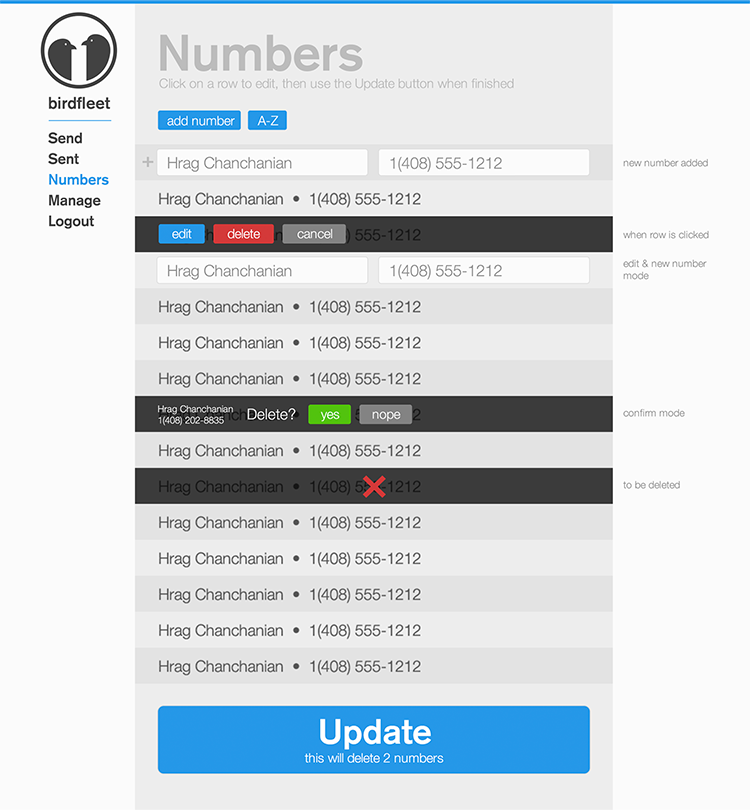 birdfleet
Send
Sent
Numbers
Manage
Logout
Numbers
Click on a row to edit, then use the Update button when finished
add number
A-Z
+ Hrag Chanchanian 1(408) 555-1212
new number added
Hrag Chanchanian • 1(408) 555-1212
edit delete cancel ) 555-1212
when row is clicked
Hrag Chanchanian 1(408) 555-1212
edit & new number
mode
Hrag Chanchanian • 1(408) 555-1212
Hrag Chanchanian • 1(408) 555-1212
Hrag Chanchanian • 1(408) 555-1212
Hrag Chanchanian
1(408) 202-8835
Delete? yes nope 2
confirm mode
Hrag Chanchanian • 1(408) 555-1212
Hrag Chanchanian • 1(408) 555-1212
to be deleted
Hrag Chanchanian • 1(408) 555-1212
Hrag Chanchanian • 1(408) 555-1212
Hrag Chanchanian • 1(408) 555-1212
Hrag Chanchanian • 1(408) 555-1212
Hrag Chanchanian • 1(408) 555-1212
Update
this will delete 2 numbers